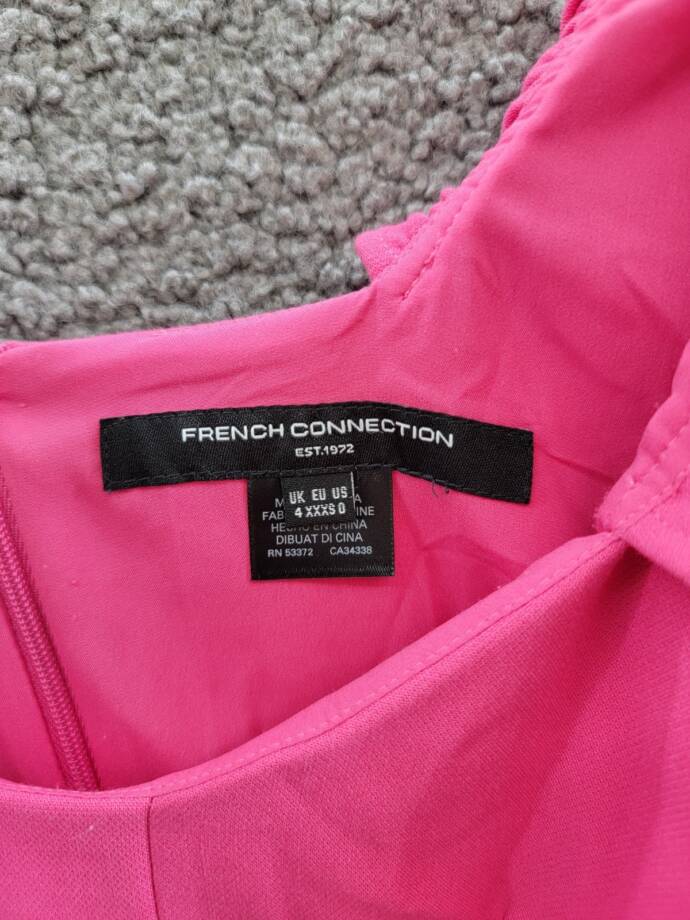 FRENCH CONNECTION
EST.1972
UK EU US
4 XXXS 0
HECHO EN CHINA
DIBUAT DI CINA
RN 53372 CA34338